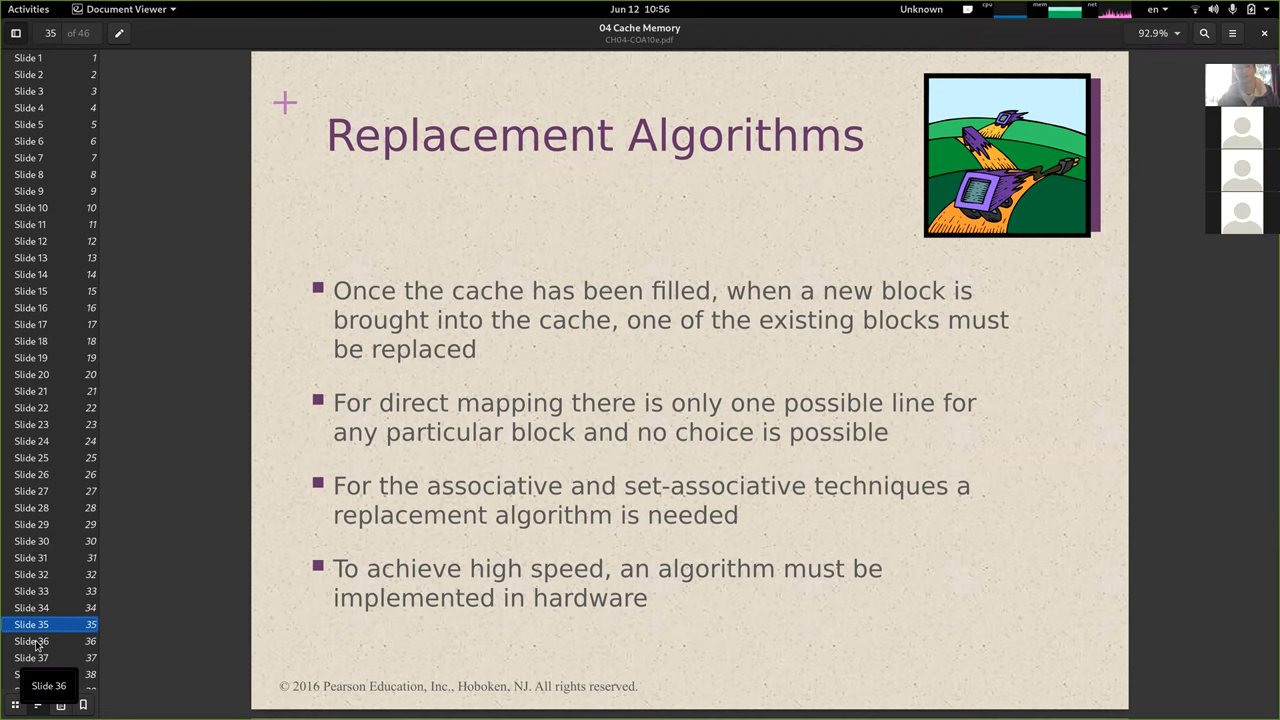 Activities
Document Viewer
Jun 12 10:56
Unknown
cpu
mem
net
en
35 of 46
04 Cache Memory
CH04-COA10e.pdf
92.9%
Slide 1 1
Slide 2 2
Slide 3 3
Slide 4 4
Slide 5 5
Slide 6 6
Slide 7 7
Slide 8 8
Slide 9 9
Slide 10 10
Slide 11 11
Slide 12 12
Slide 13 13
Slide 14 14
Slide 15 15
Slide 16 16
Slide 17 17
Slide 18 18
Slide 19 19
Slide 20 20
Slide 21 21
Slide 22 22
Slide 23 23
Slide 24 24
Slide 25 25
Slide 26 26
Slide 27 27
Slide 28 28
Slide 29 29
Slide 30 30
Slide 31 31
Slide 32 32
Slide 33 33
Slide 34 34
Slide 35 35
Slide 36 36
Slide 37 37
38
Slide 36
+
Replacement Algorithms
Once the cache has been filled, when a new block is
brought into the cache, one of the existing blocks must
be replaced
For direct mapping there is only one possible line for
any particular block and no choice is possible
For the associative and set-associative techniques a
replacement algorithm is needed
To achieve high speed, an algorithm must be
implemented in hardware
© 2016 Pearson Education, Inc., Hoboken, NJ. All rights reserved.